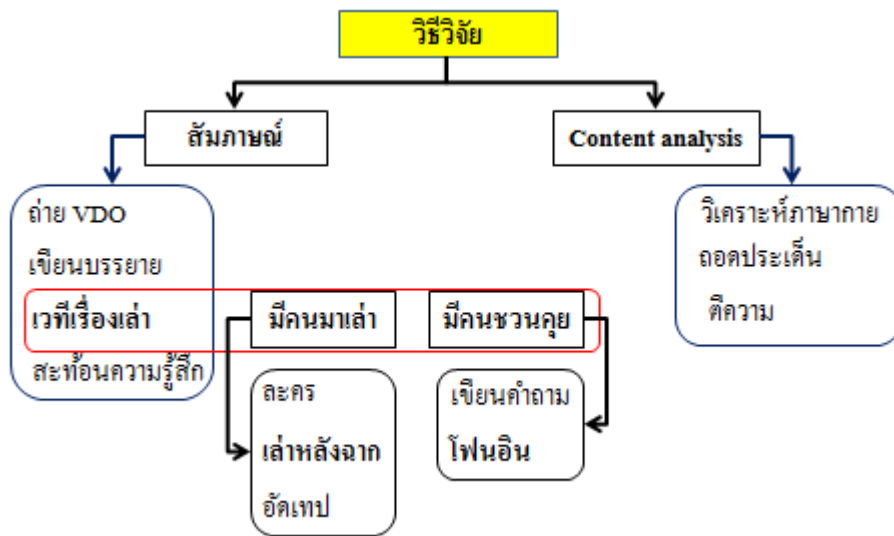 วิธีวิจัย
สัมภาษณ์
Content analysis
ถ่าย VDO
เขียนบรรยาย
เวทีเรื่องเล่า
สะท้อนความรู้สึก
มีคนมาเล่า
มีคนชวนคุย
ละคร
เล่าหลังฉาก
อัดเทป
เขียนคำถาม
โฟนอิน
วิเคราะห์ภาษากาย
ถอดประเด็น
ตีความ